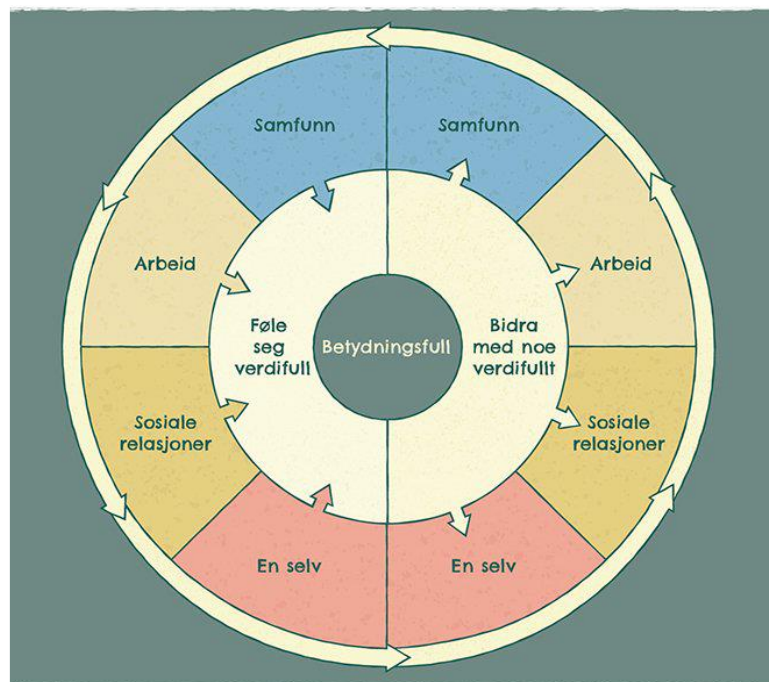 Samfunn
Samfunn
Arbeid
Arbeid
Føle
seg
verdifull
Betydningsfull
Bidra
med noe
verdifullt
Sosiale
relasjoner
Sosiale
relasjoner
En selv
En selv